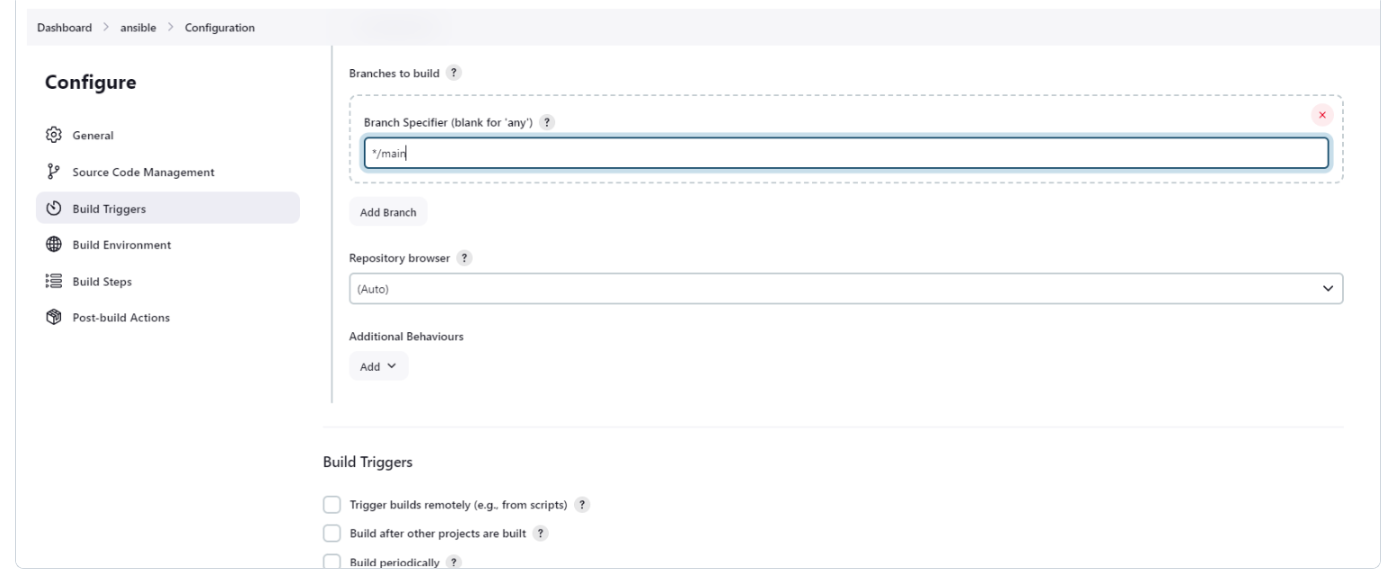 Dashboard > ansible > Configuration
Configure
General
Source Code Management
Build Triggers
Build Environment
Build Steps
Post-build Actions
Branches to build ?
Branch Specifier (blank for 'any') ?
*/main
Add Branch
Repository browser ?
(Auto)
Additional Behaviours
Add
Build Triggers
Trigger builds remotely (e.g., from scripts) ?
Build after other projects are built ?
Build periodically ?